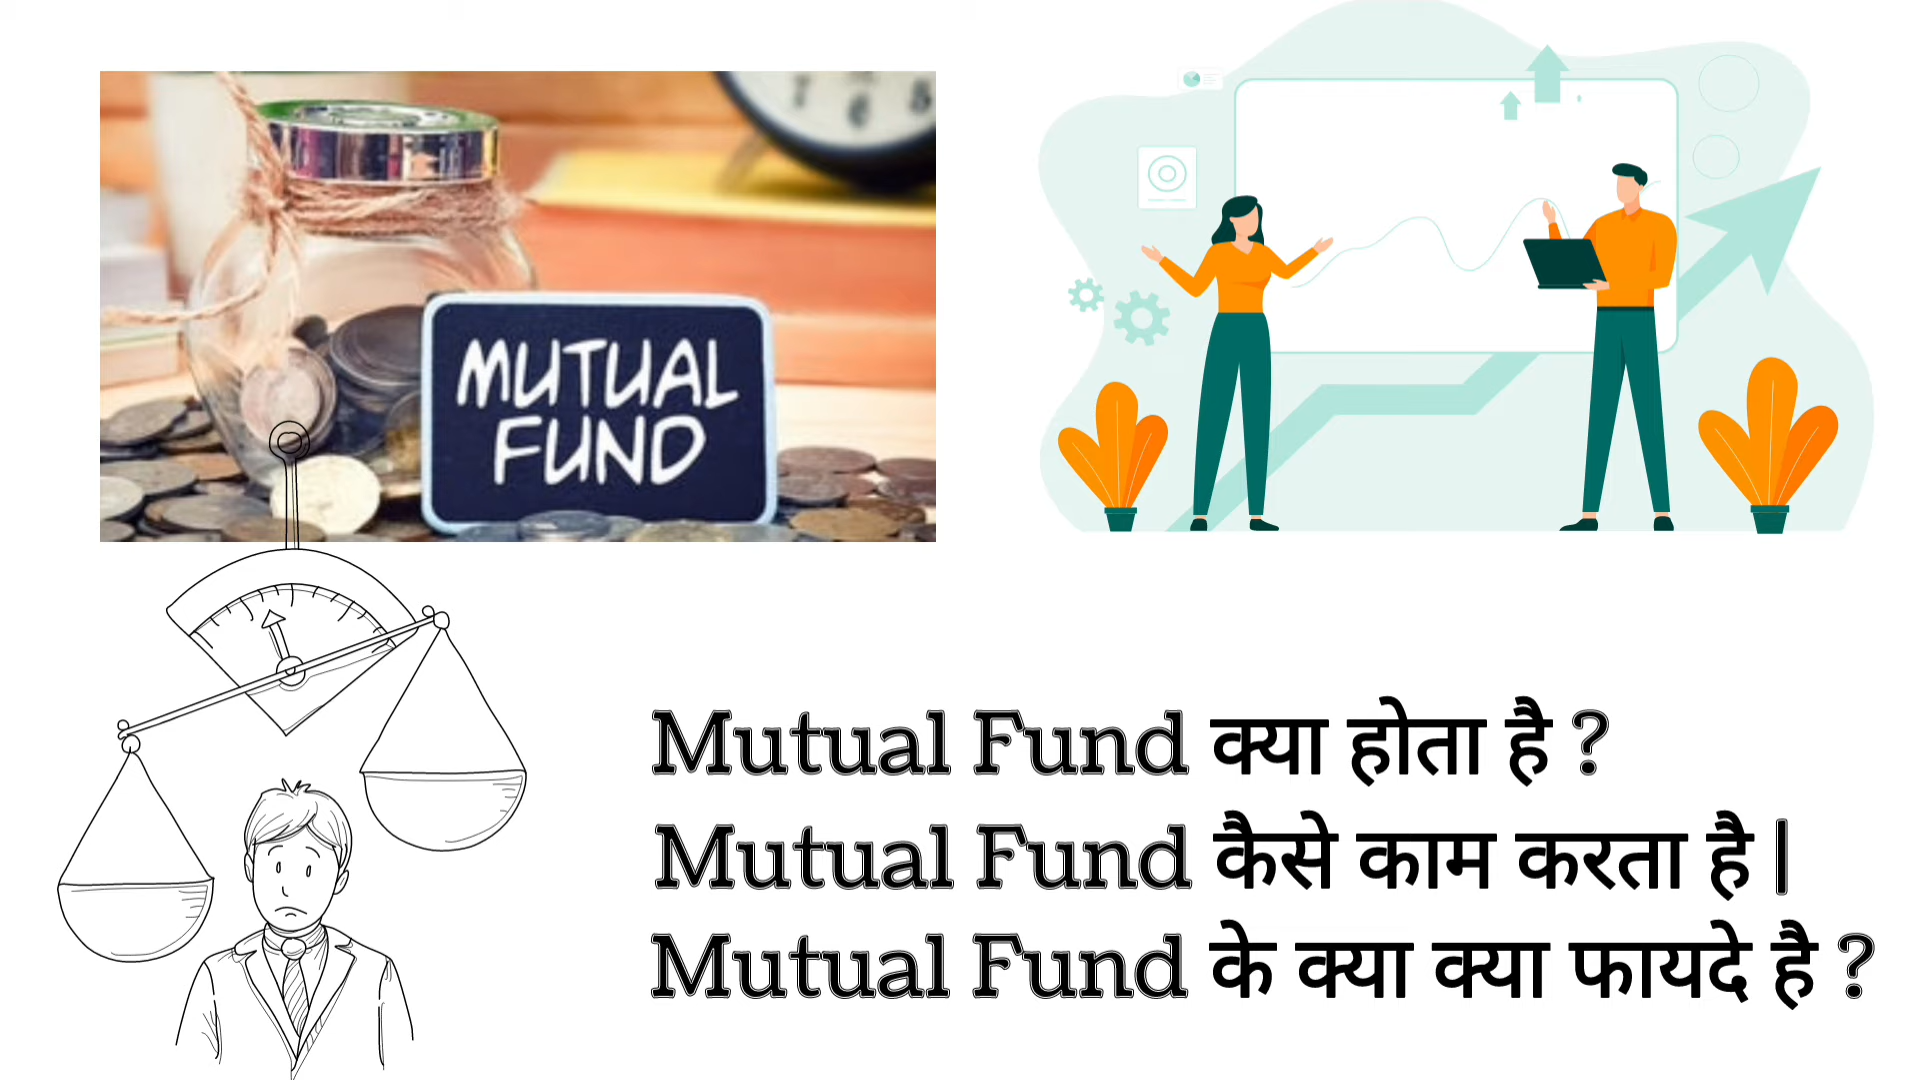 MUTUAL
FUND
Mutual Fund क्या होता है ?
Mutual Fund कैसे काम करता है |
Mutual Fund के क्या क्या फायदे है ?